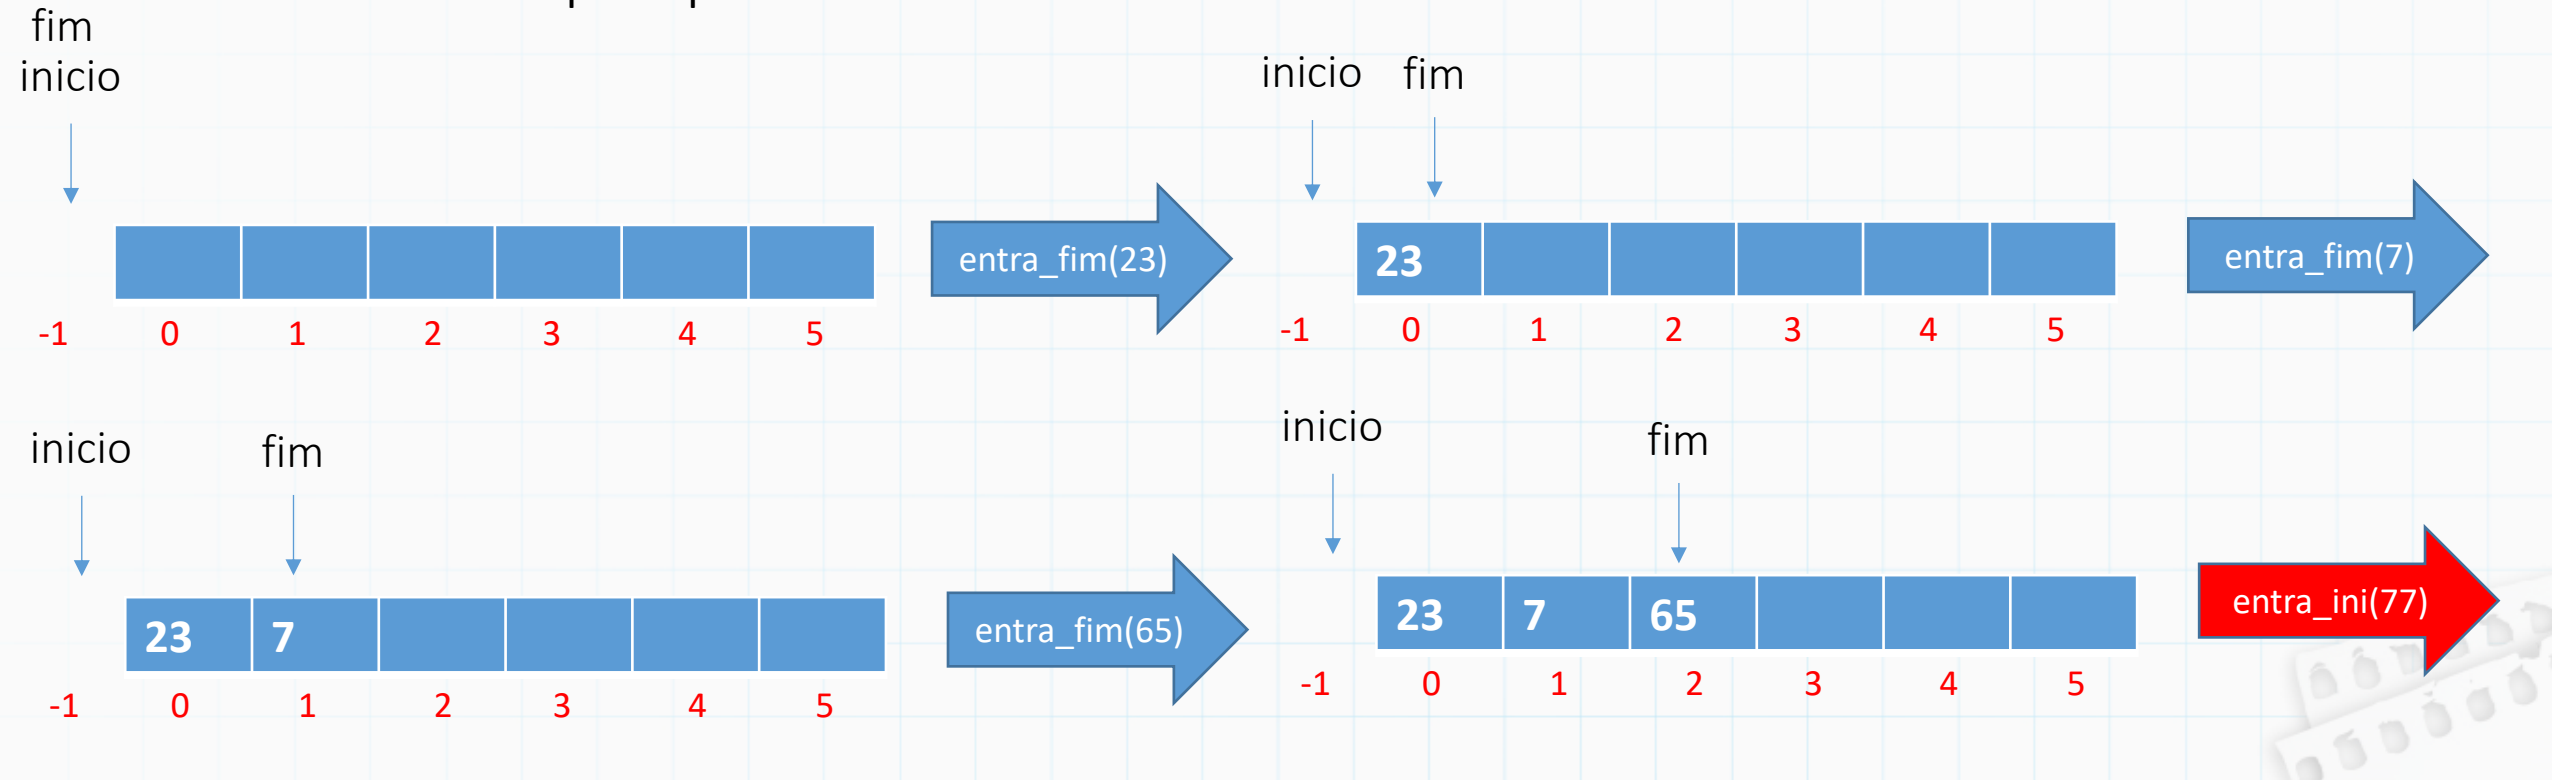 fim
inicio
inicio fim
entra_fim(23)
23
entra_fim(7)
-1 0 1 2 3 4 5
-1 0 1 2 3 4 5
inicio fim
inicio fim
23 7
entra_fim(65)
23 7 65
entra_ini(77)
-1 0 1 2 3 4 5
-1 0 1 2 3 4 5